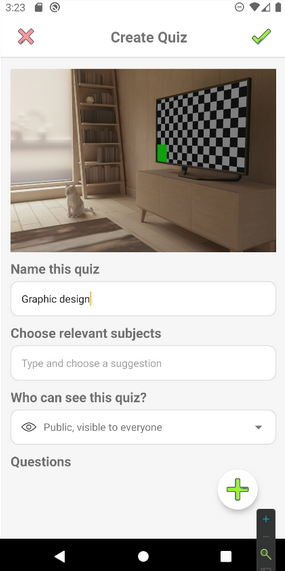 3:23
Create Quiz
Name this quiz
Graphic design
Choose relevant subjects
Type and choose a suggestion
Who can see this quiz?
Public, visible to everyone
Questions